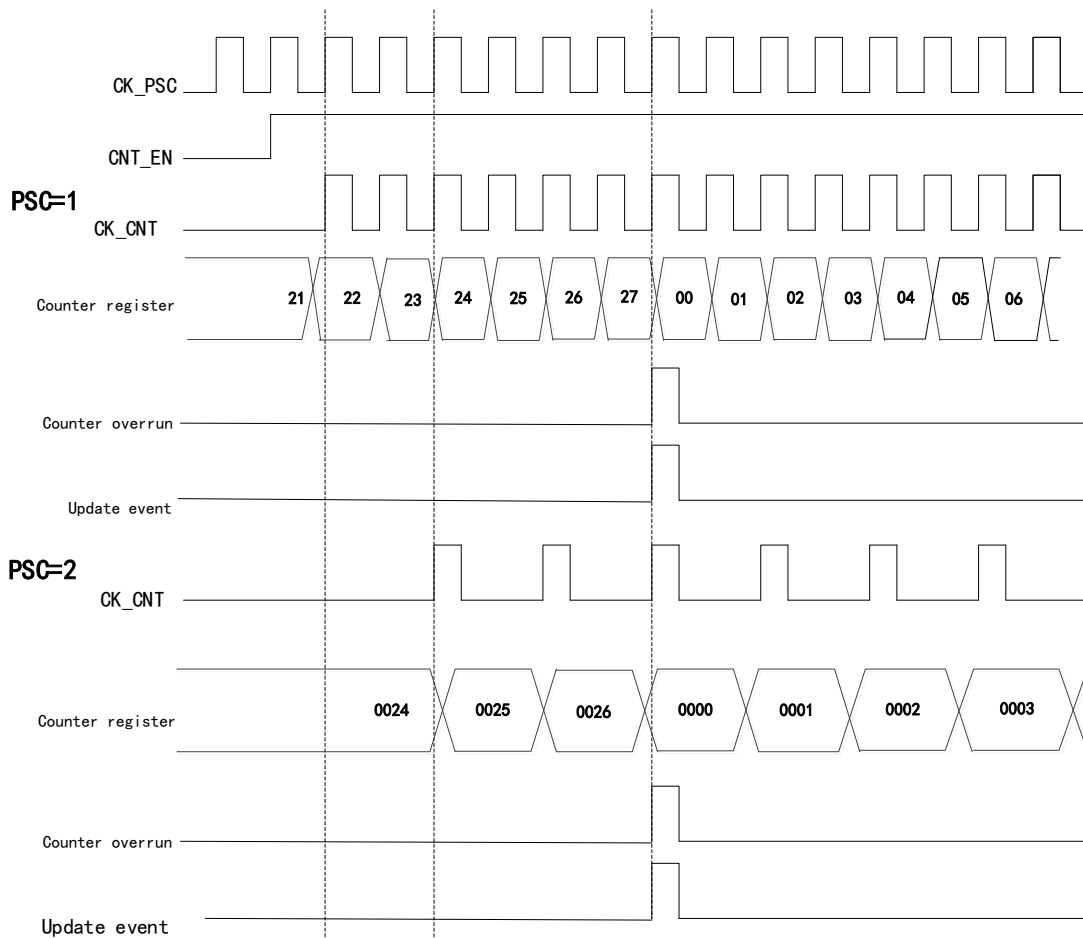 CK_PSC
CNT_EN
PSC=1
CK_CNT
Counter register 21 22 23 24 25 26 27 00 01 02 03 04 05 06
Counter overrun
Update event
PSC=2
CK_CNT
Counter register 0024 0025 0026 0000 0001 0002 0003
Counter overrun
Update event